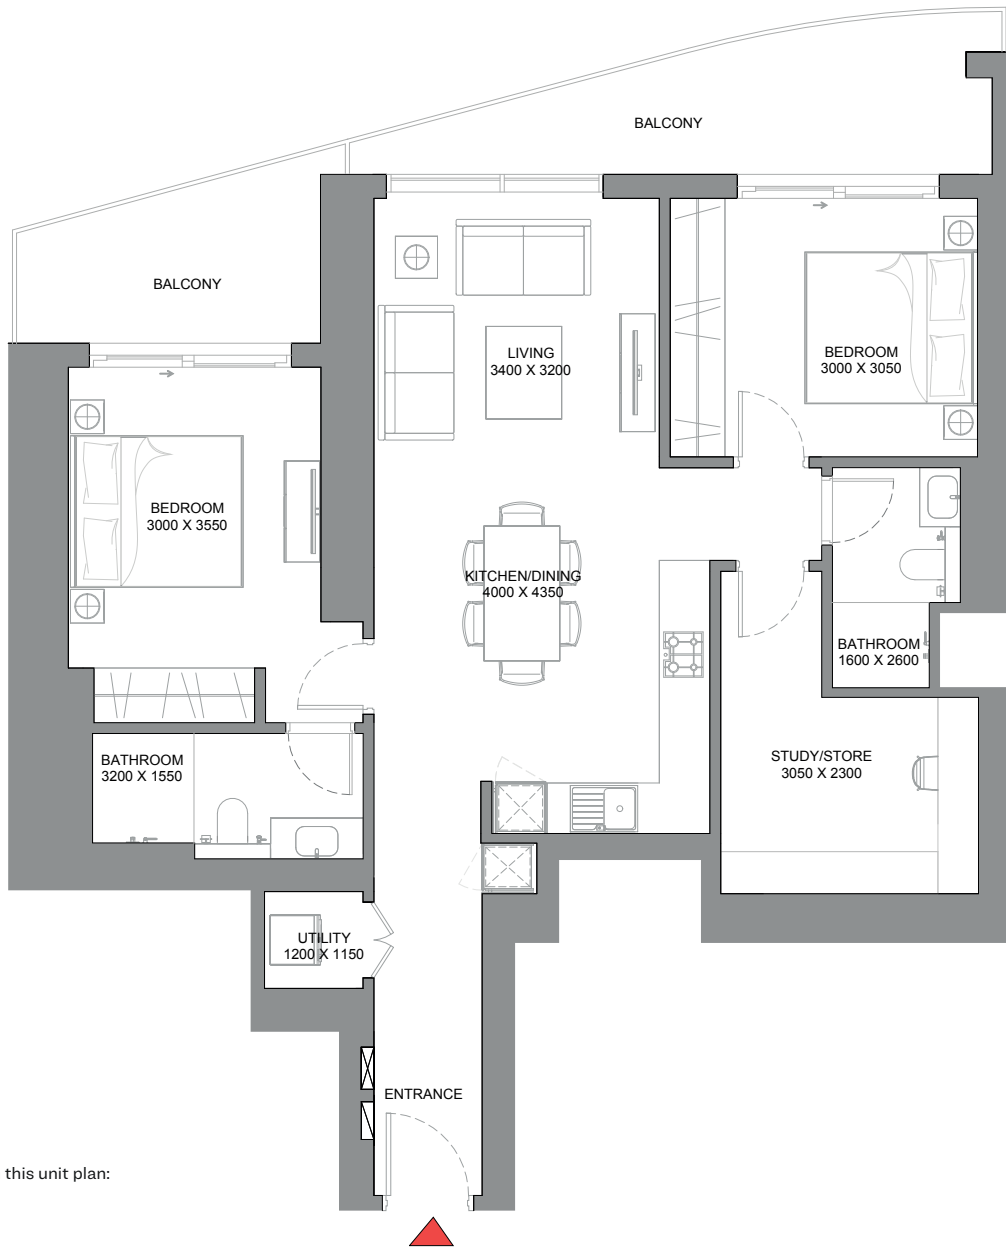 BALCONY
BALCONY
LIVING
3400 X 3200
BEDROOM
3000 X 3050
BEDROOM
3000 X 3550
KITCHEN/DINING
4000 X 4350
BATHROOM
1600 X 2600
BATHROOM
3200 X 1550
STUDY/STORE
3050 X 2300
UTILITY
1200 X 1150
ENTRANCE
this unit plan: